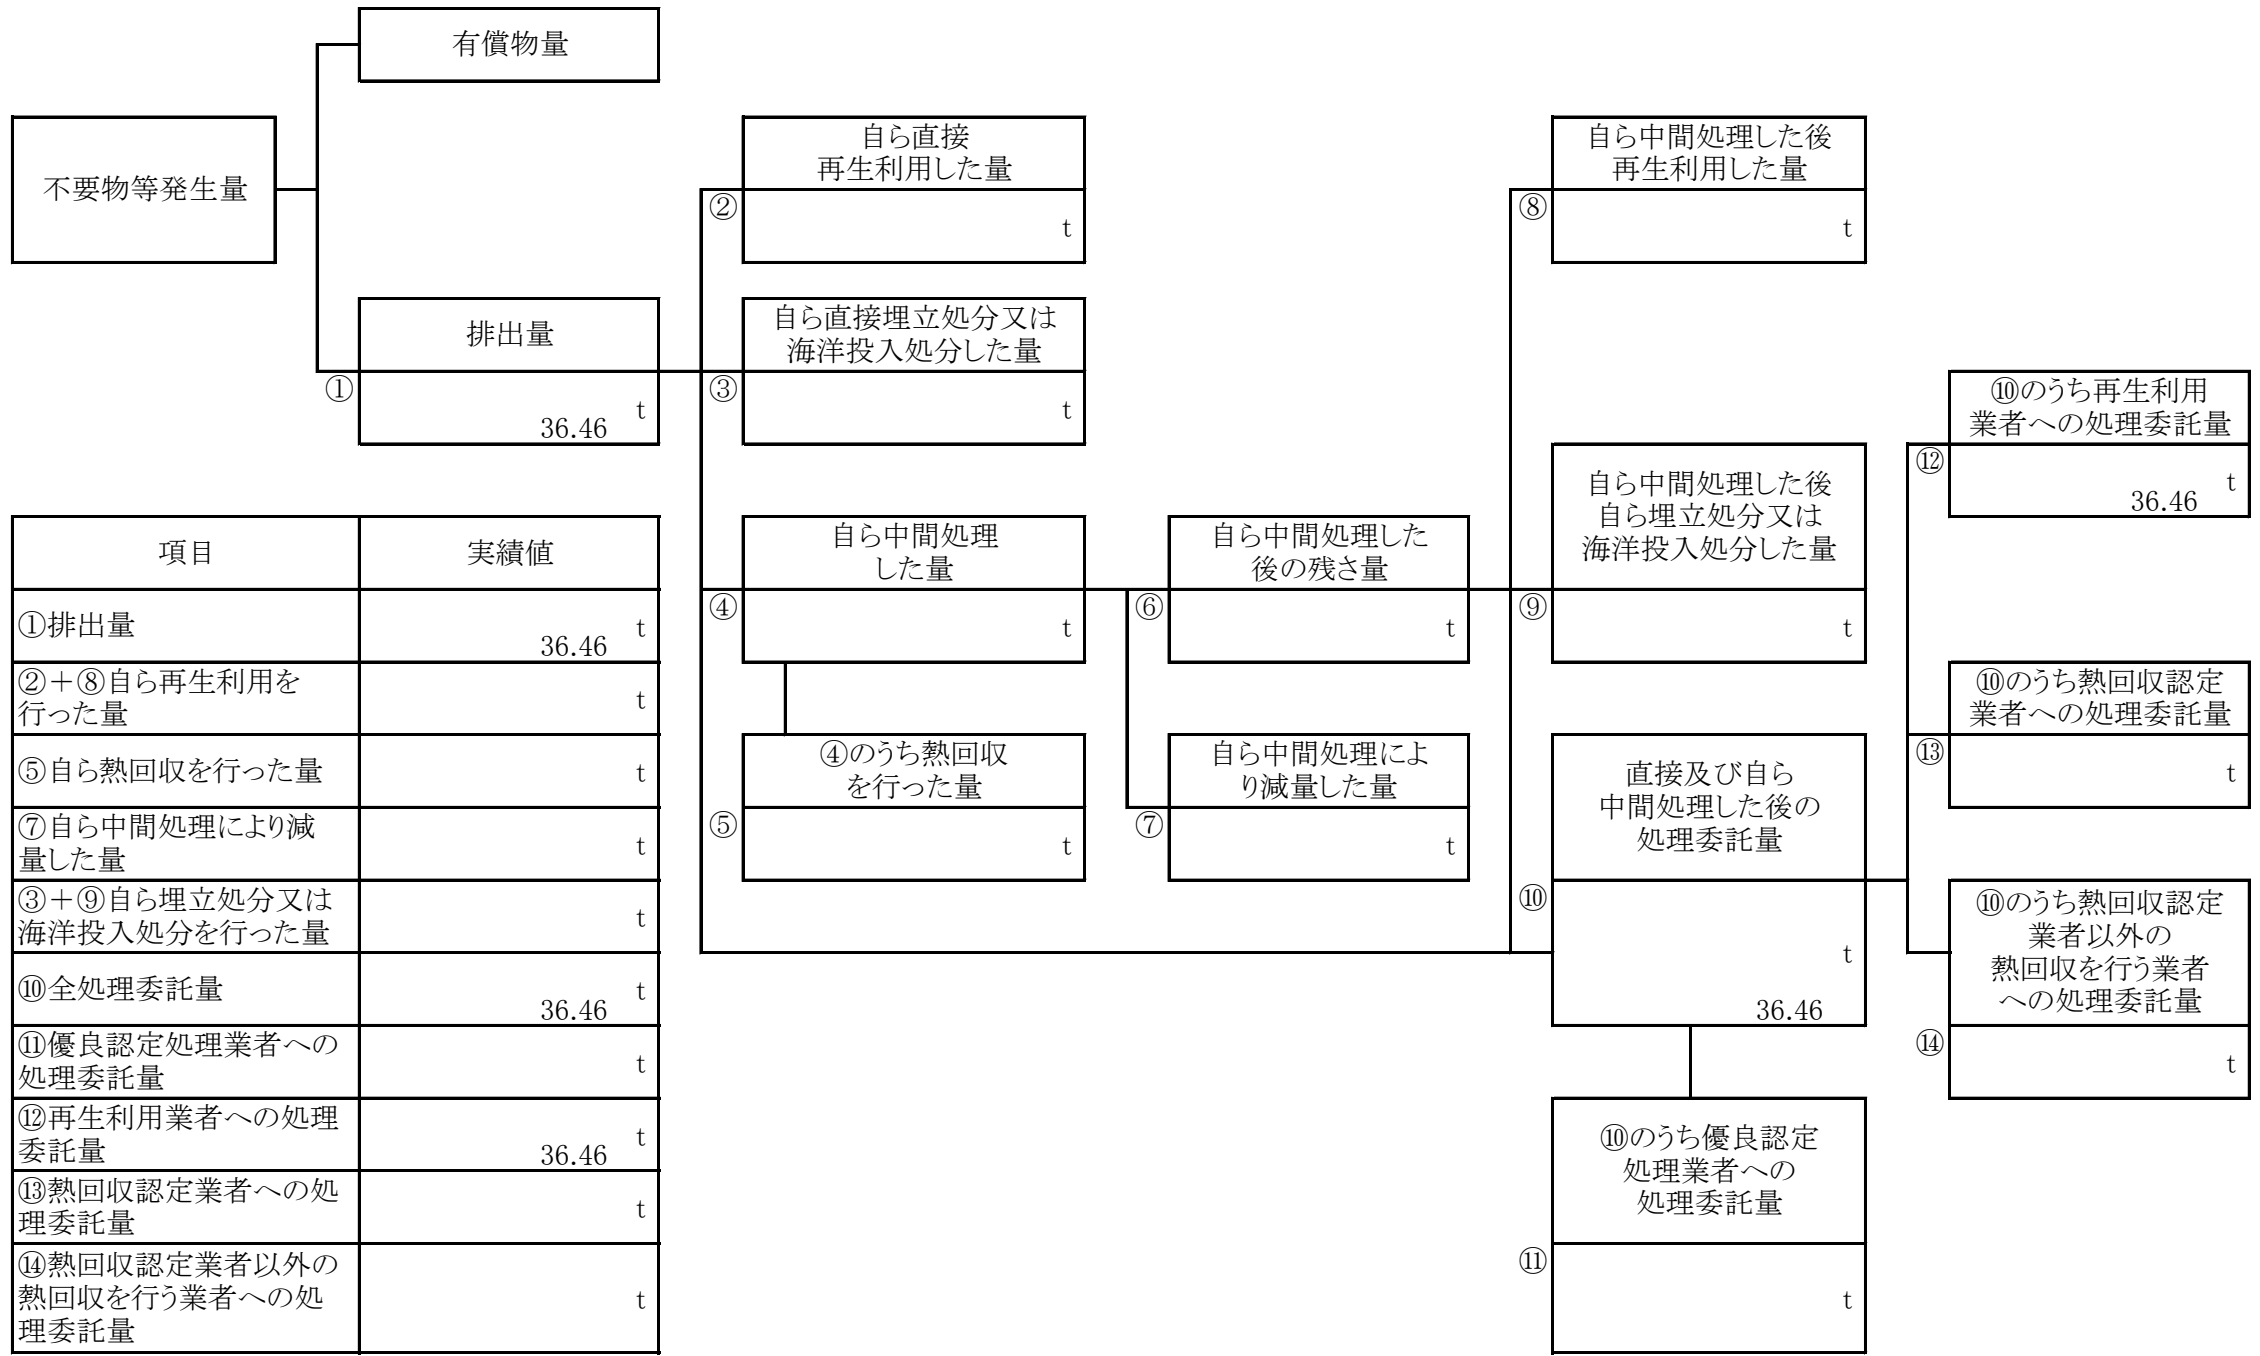 有償物量
不要物等発生量
自ら直接
再生利用した量
②
t
自ら中間処理した後
再生利用した量
⑧
t
排出量
①
t
36.46
自ら直接埋立処分又は
海洋投入処分した量
③
t
⑩のうち再生利用
業者への処理委託量
⑫
t
36.46
自ら中間処理
した量
④
t
自ら中間処理した
後の残さ量
⑥
t
自ら中間処理した後
自ら埋立処分又は
海洋投入処分した量
⑨
t
⑩のうち熱回収認定
業者への処理委託量
⑬
t
④のうち熱回収
を行った量
⑤
t
自ら中間処理によ
り減量した量
⑦
t
直接及び自ら
中間処理した後の
処理委託量
⑩
t
36.46
⑩のうち熱回収認定
業者以外の
熱回収を行う業者
への処理委託量
⑭
t
⑩のうち優良認定
処理業者への
処理委託量
⑪
t
項目 実績値
①排出量 t
36.46
②＋⑧自ら再生利用を
行った量 t
⑤自ら熱回収を行った量 t
⑦自ら中間処理により減
量した量 t
③＋⑨自ら埋立処分又は
海洋投入処分を行った量 t
⑩全処理委託量 t
36.46
⑪優良認定処理業者への
処理委託量 t
⑫再生利用業者への処理
委託量 t
36.46
⑬熱回収認定業者への処
理委託量 t
⑭熱回収認定業者以外の
熱回収を行う業者への処 t
理委託量